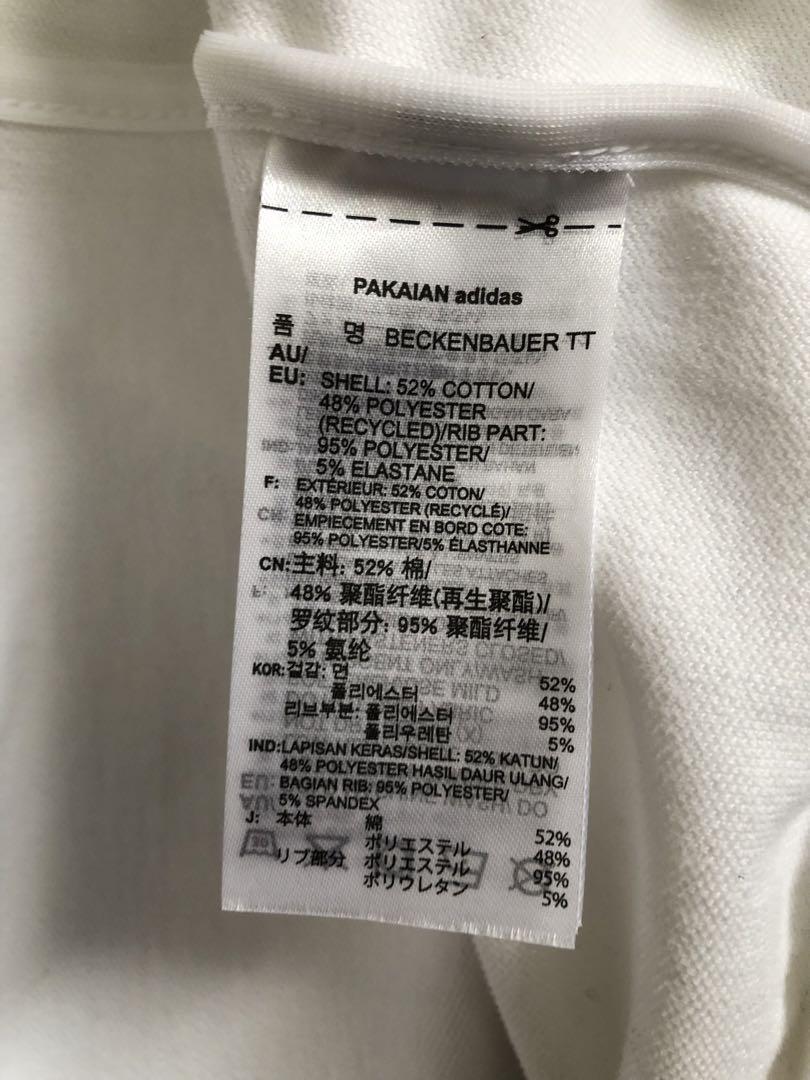 PAKAIAN adidas
품 명 BECKENBAUER TT
AU/
EU: SHELL: 52% COTTON/
48% POLYESTER
(RECYCLED)/RIB PART:
95% POLYESTER/
5% ELASTANE
F: EXTÉRIEUR: 52% COTON/
48% POLYESTER (RECYCLÉ)/
EMPIECEMENT EN BORD COTE:
95% POLYESTER/5% ÉLASTHANNE
CN:主料: 52% 棉/
48% 聚酯纤维(再生聚酯)/
罗纹部分: 95% 聚酯纤维/
5% 氨纶
KOR:겉감: 면 52%
폴리에스터 48%
리브부분: 폴리에스터 95%
폴리우레탄 5%
IND:LAPISAN KERAS/SHELL: 52% KATUN/
48% POLYESTER HASIL DAUR ULANG/
BAGIAN RIB: 95% POLYESTER/
5% SPANDEX
J: 本体 綿 52%
ポリエステル 48%
リブ部分 ポリエステル 95%
ポリウレタン 5%